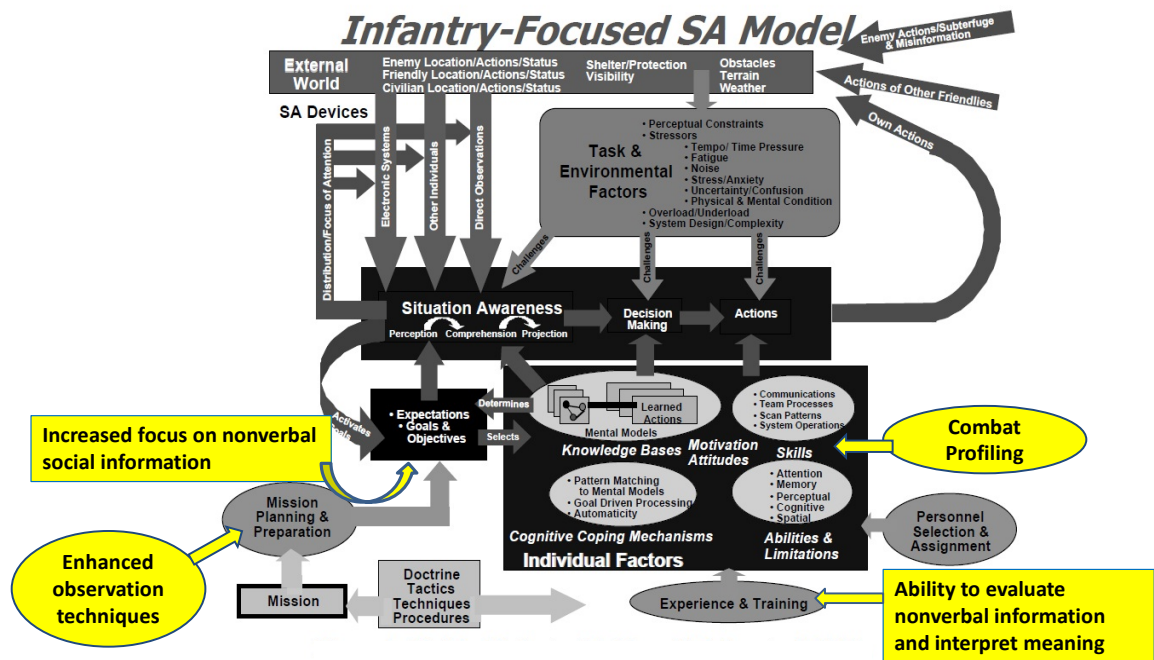 Infantry-Focused SA Model
Enemy Actions/Subterfuge
& Misinformation
External
World
Enemy Location/Actions/Status
Friendly Location/Actions/Status
Civilian Location/Actions/Status
Shelter/Protection
Visibility
Obstacles
Terrain
Weather
Actions of Other Friendlies
Own Actions
SA Devices
Distribution/Focus of Attention
Electronic Systems
Other Individuals
Direct Observations
Task &
Environmental
Factors
• Perceptual Constraints
• Stressors
• Tempo/ Time Pressure
• Fatigue
• Noise
• Stress/Anxiety
• Uncertainty/Confusion
• Physical & Mental Condition
• Overload/Underload
• System Design/Complexity
Challenges
Challenges
Challenges
Situation Awareness
Perception
Comprehension
Projection
Decision
Making
Actions
Activates
Goals
• Expectations
• Goals &
Objectives
Determines
Selects
Learned
Actions
Mental Models
Knowledge Bases
Motivation
Attitudes
• Communications
• Team Processes
• Scan Patterns
• System Operations
Skills
• Pattern Matching
to Mental Models
• Goal Driven Processing
• Automaticity
Cognitive Coping Mechanisms
• Attention
• Memory
• Perceptual
• Cognitive
• Spatial
Abilities &
Limitations
Individual Factors
Increased focus on nonverbal
social information
Combat
Profiling
Mission
Planning &
Preparation
Personnel
Selection &
Assignment
Enhanced
observation
techniques
Mission
Doctrine
Tactics
Techniques
Procedures
Experience & Training
Ability to evaluate
nonverbal information
and interpret meaning